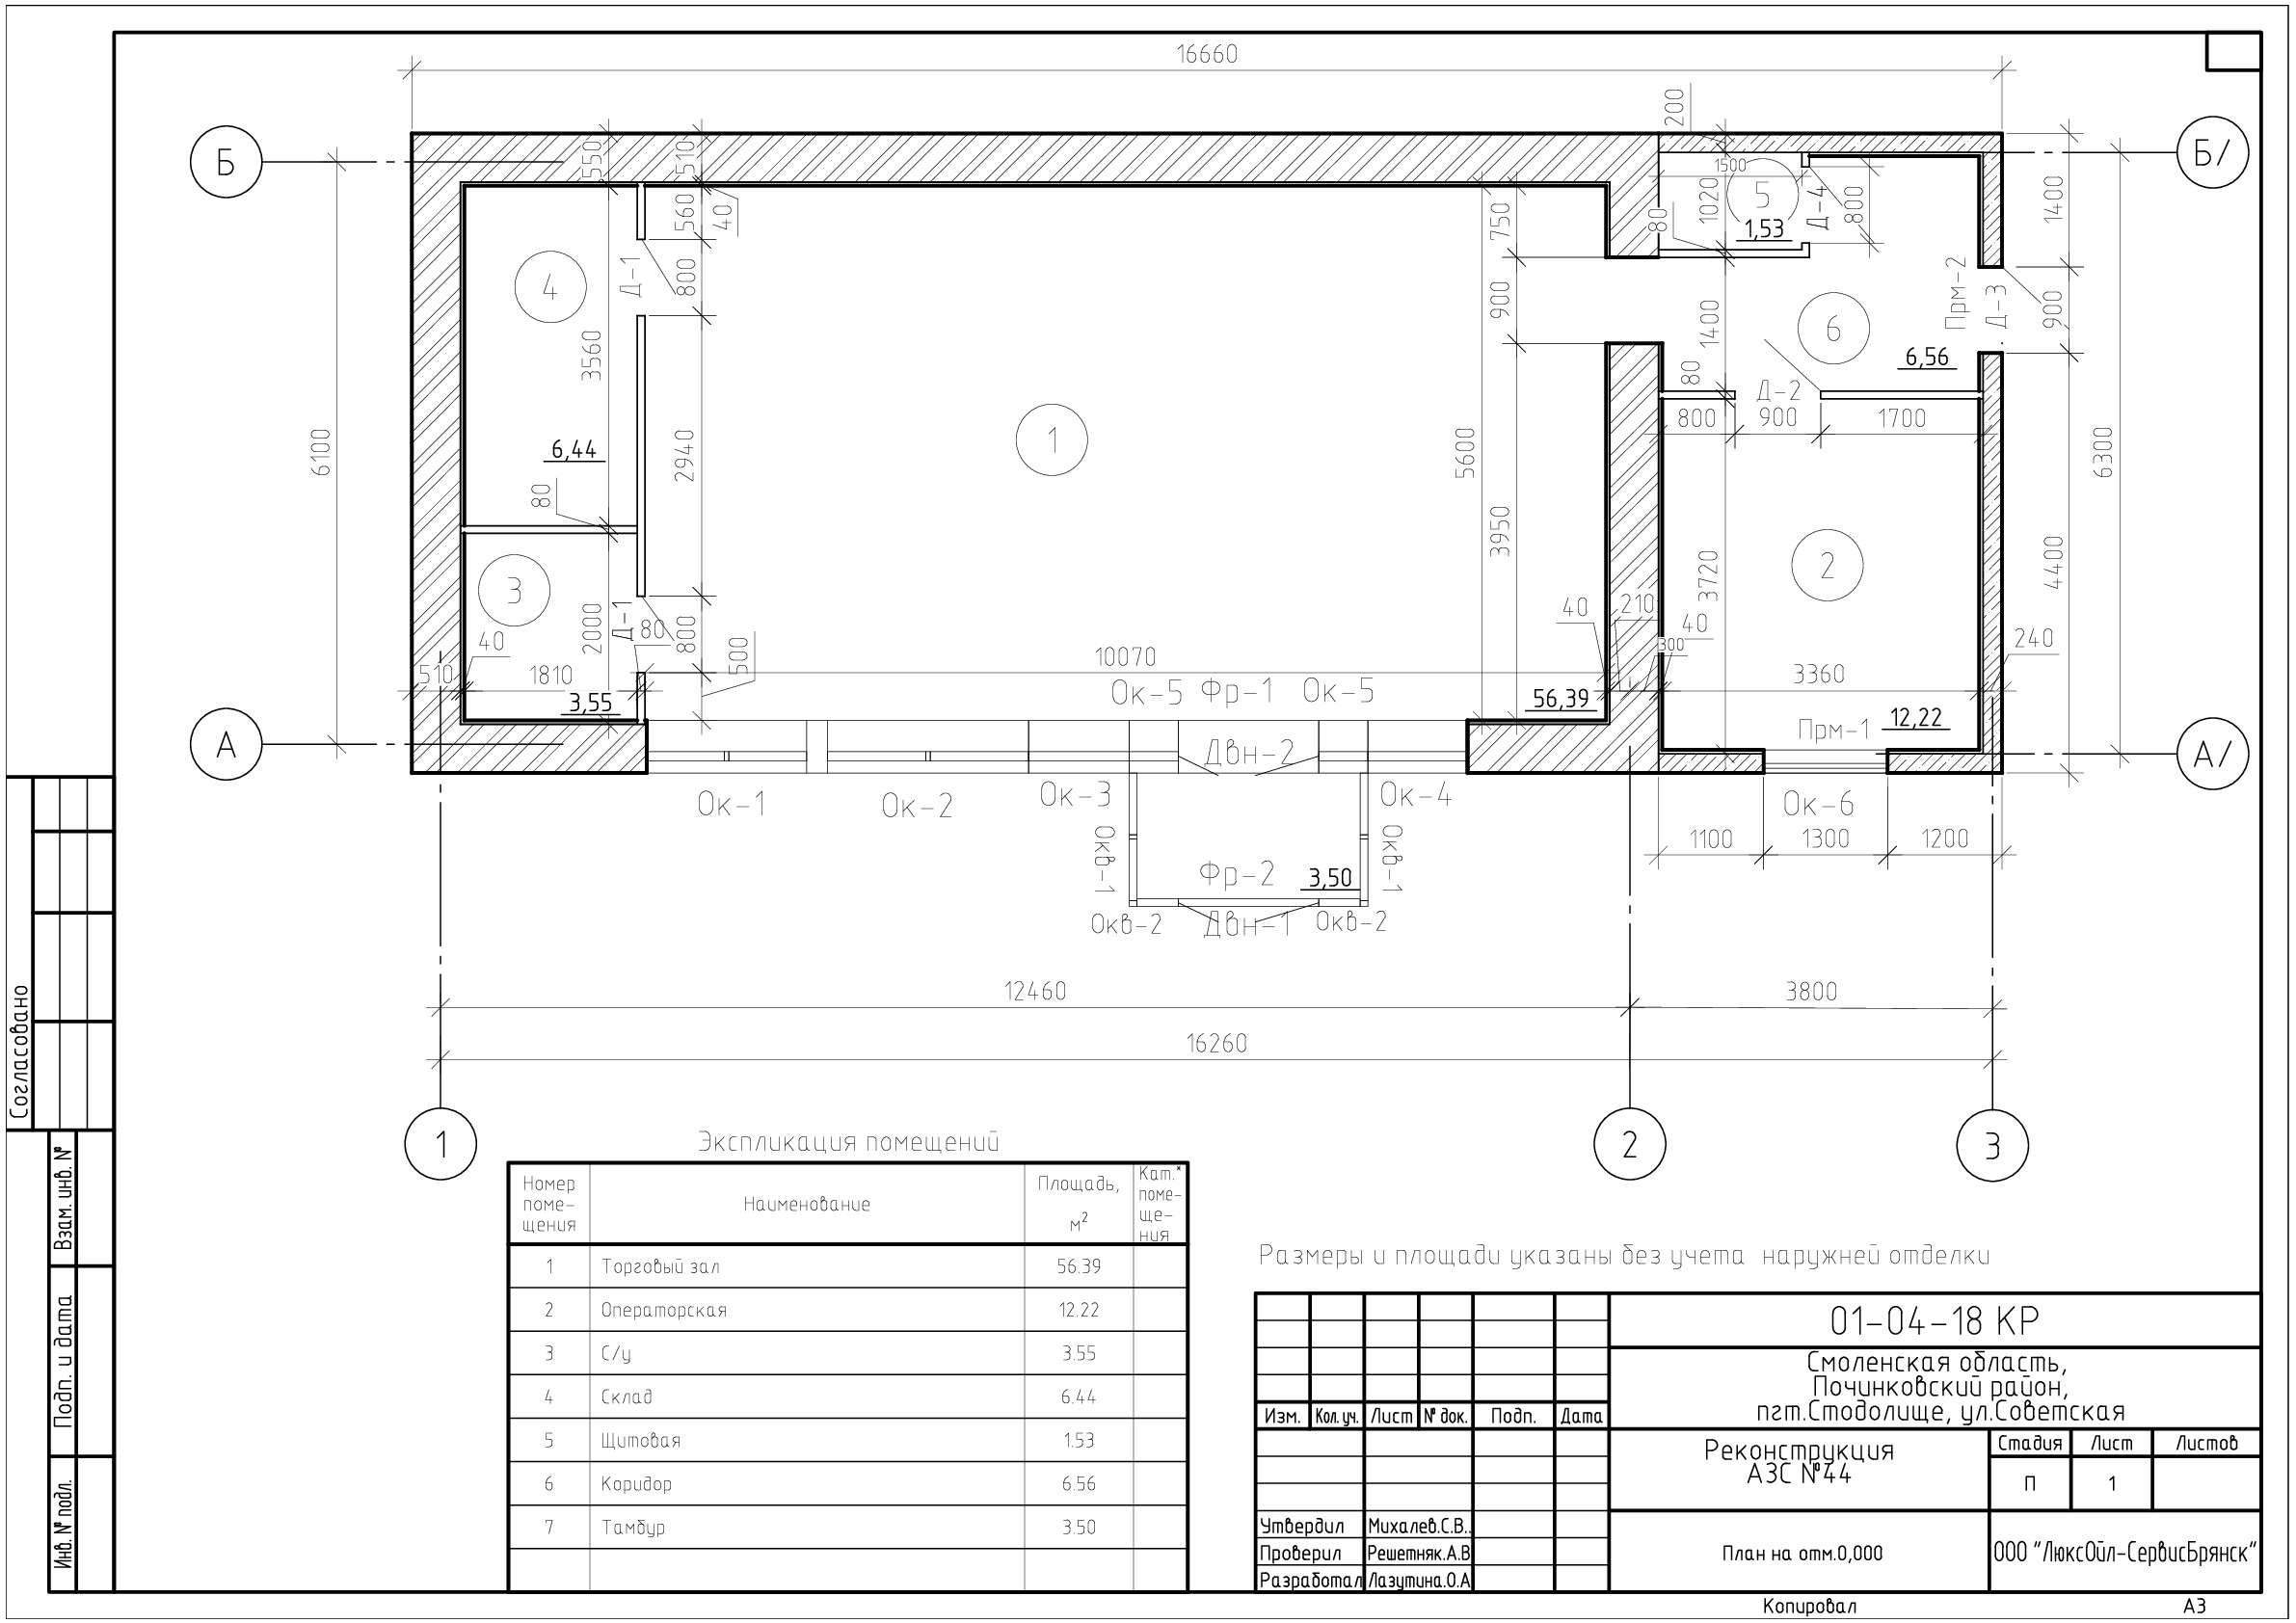 16660
Б
Б/
6100
550
510
560
40
800
Д-1
4
3560
6,44
2940
80
3
2000
Д-1
80
800
500
40
510
1810
3,55
А
1
10070
Ок-5 Фр-1 Ок-5
56,39
5600
750
900
3950
40
210
40
300
200
1500
1020
5
80
1,53
Д-4
800
Прм-2
Д-3
1400
900
4400
6300
6
6,56
1400
80
Д-2
800
900
1700
2
3720
240
3360
Прм-1
12,22
А/
Двн-2
Ок-1
Ок-2
Ок-3
Ок-4
Ок-6
1100
1300
1200
Окв-1
Окв-1
Фр-2
3,50
Окв-2
Двн-1
Окв-2
12460
3800
16260
1
2
3
Экспликация помещений
Номер поме-щения
Наименование
Площадь, м2
Кат.* поме-ще-ния
1 Торговый зал 56.39
2 Операторская 12.22
3 С/у 3.55
4 Склад 6.44
5 Щитовая 1.53
6 Коридор 6.56
7 Тамбур 3.50
Размеры и площади указаны без учета наружней отделки
01-04-18 КР
Смоленская область,
Починковский район,
пгт.Стодолище, ул.Советская
Изм. Кол. уч. Лист № док. Подп. Дата
Реконструкция
АЗС №44
Стадия Лист Листов
П 1
Утвердил Михалев.С.В..
Проверил Решетняк.А.В
Разработал Лазутина.О.А
План на отм.0,000
ООО "ЛюксОйл-СервисБрянск"
Копировал
А3
Согласовано
Взам. инв. №
Подп. и дата
Инв. № подл.